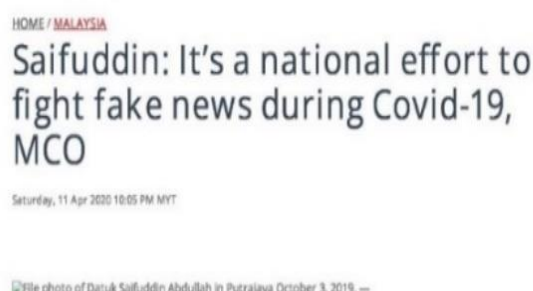 HOME / MALAYSIA
Saifuddin: It's a national effort to
fight fake news during Covid-19,
MCO
Saturday, 11 Apr 2020 10:05 PM MYT
File photo of Datuk Saifuddin Abdullah in Putrajaya October 3, 2019. —